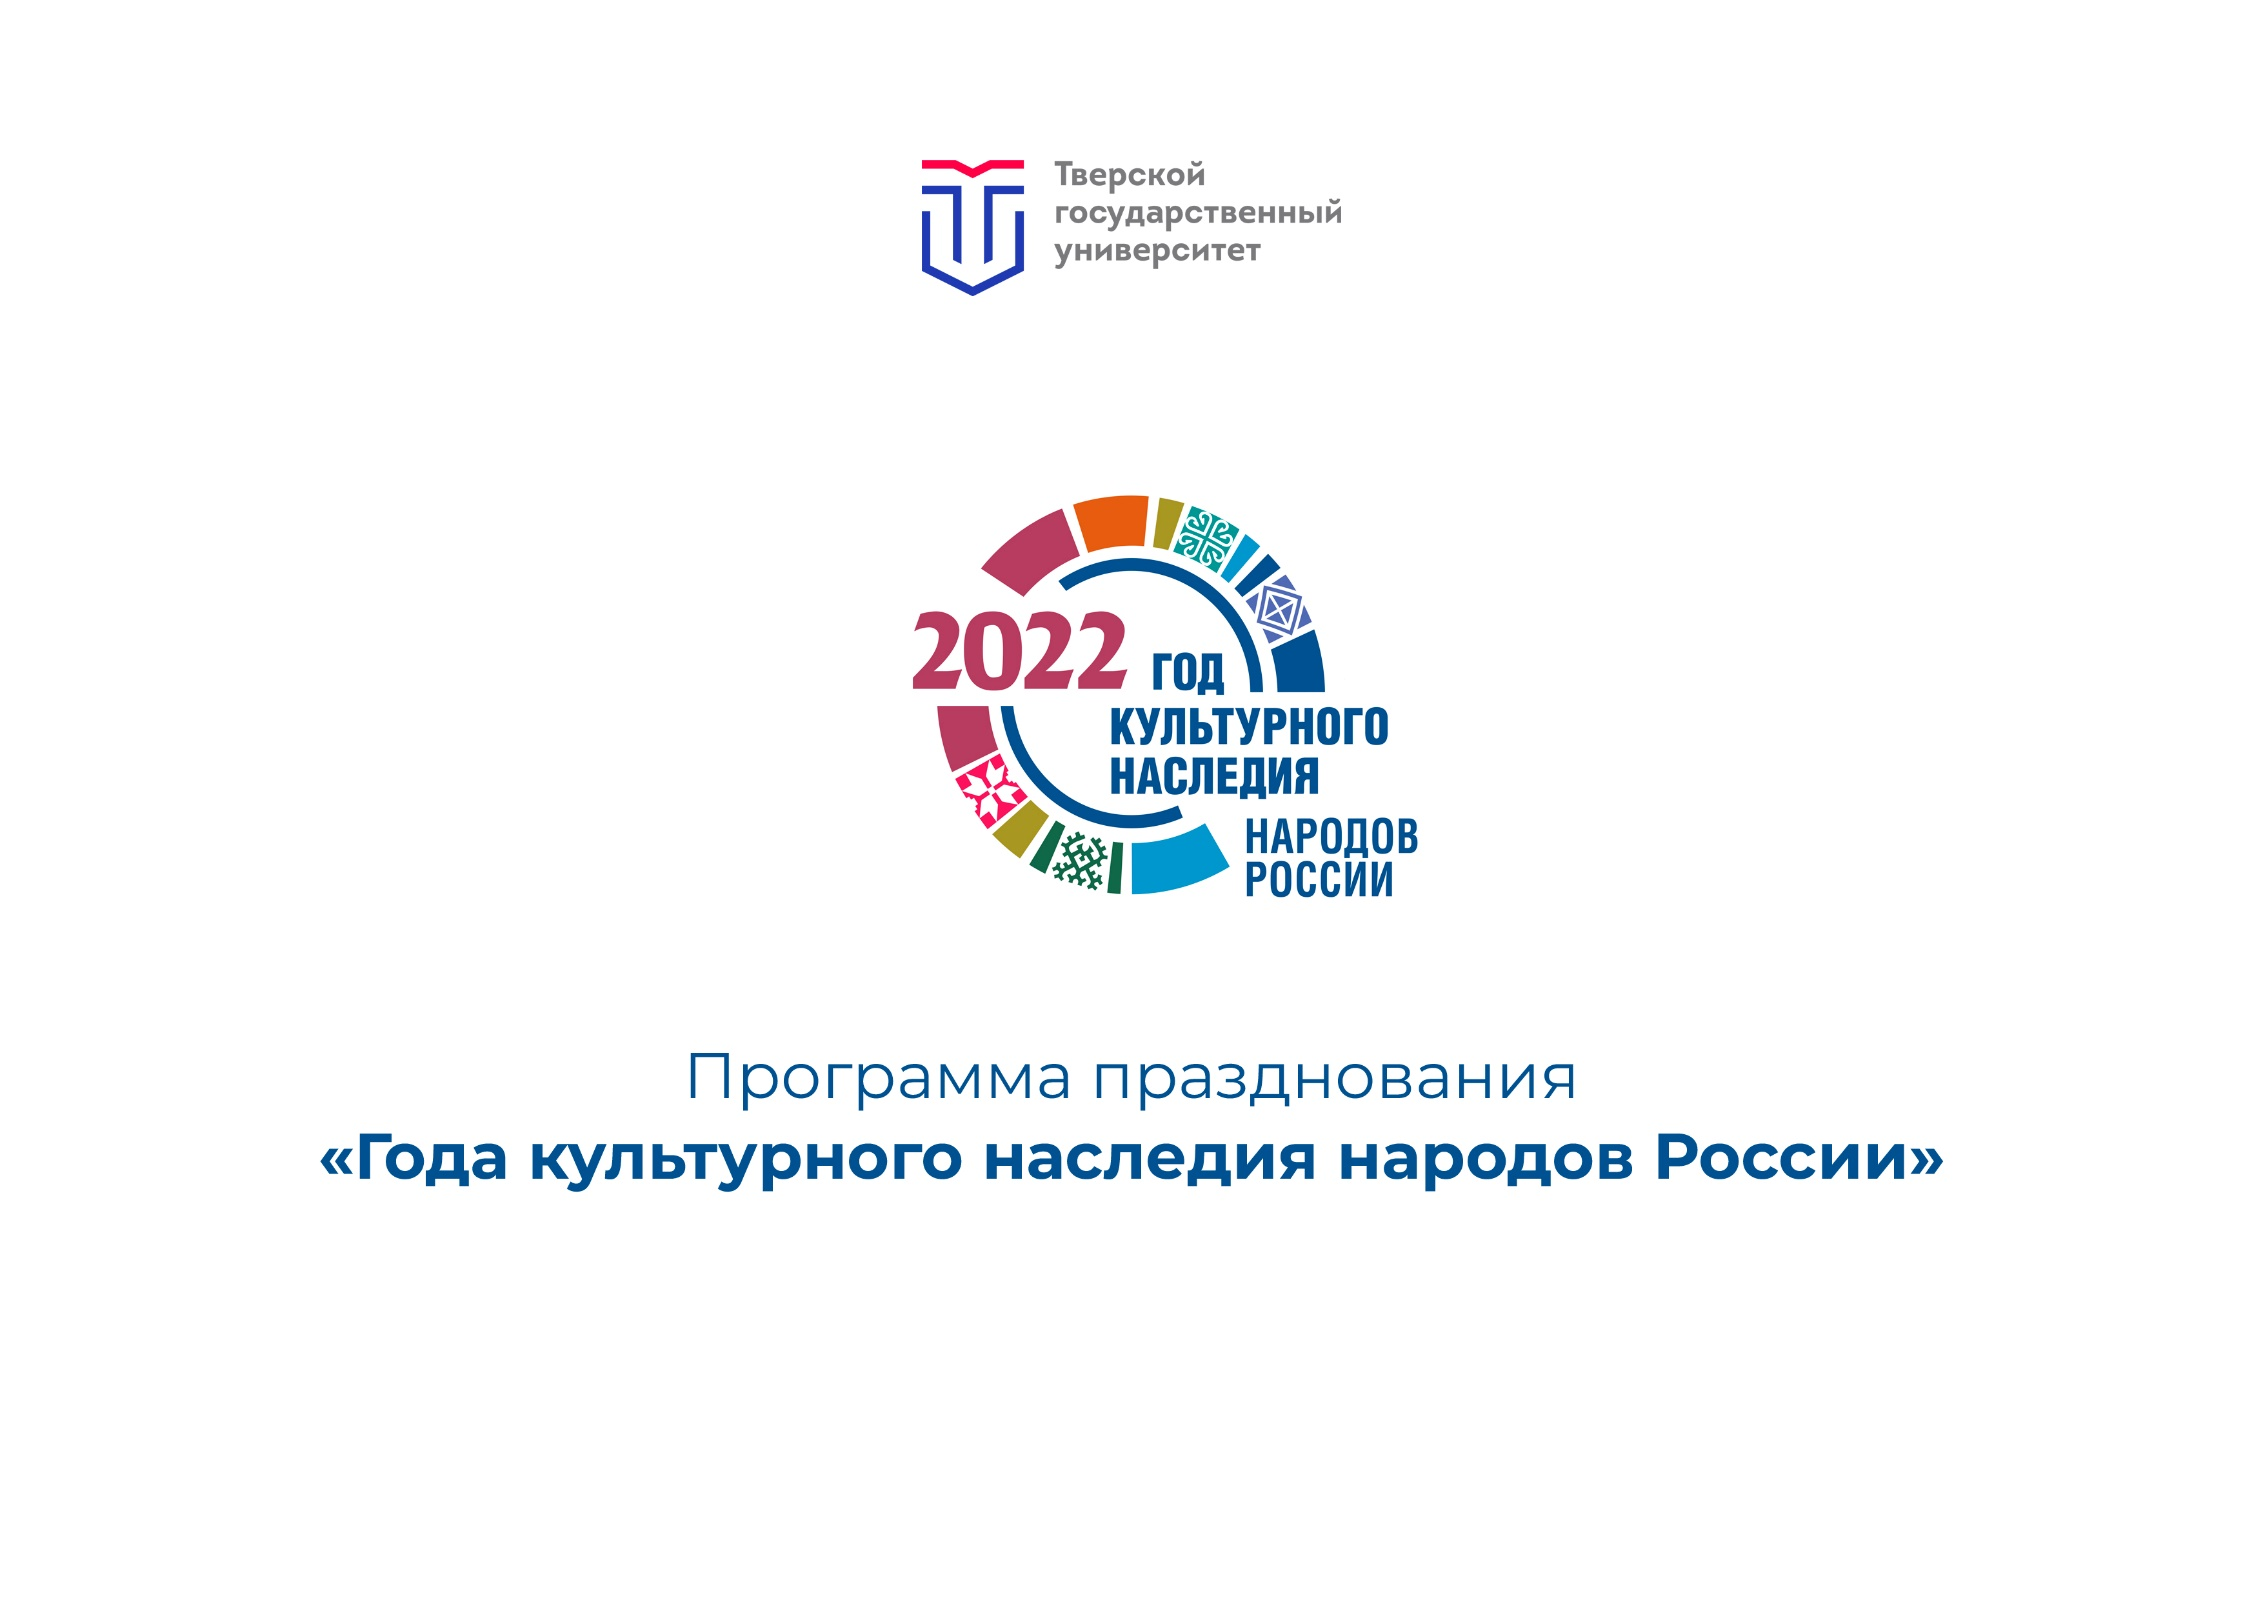 Тверской
государственный
университет
2022 ГОД
КУЛЬТУРНОГО
НАСЛЕДИЯ
НАРОДОВ
РОССИИ
Программа празднования
«Года культурного наследия народов России»